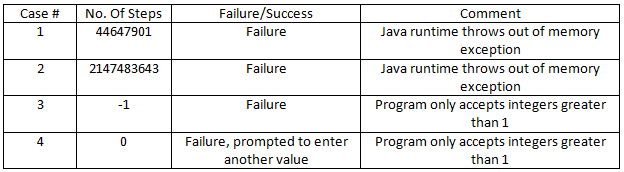 Case # No. Of Steps Failure/Success Comment
1 44647901 Failure Java runtime throws out of memory
exception
2 2147483643 Failure Java runtime throws out of memory
exception
3 -1 Failure Program only accepts integers greater
than 1
4 0 Failure, prompted to enter Program only accepts integers greater
another value than 1